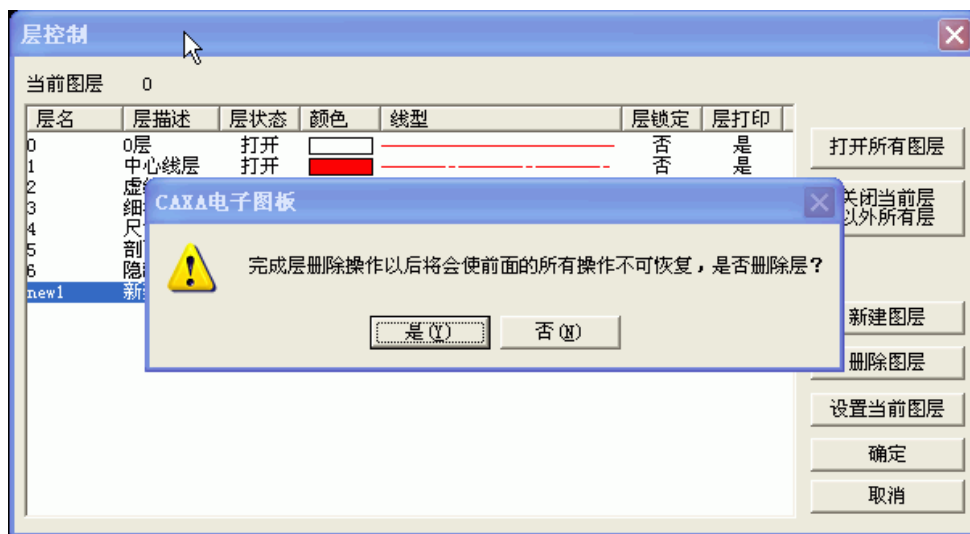 层控制
当前图层 0
层名 层描述 层状态 颜色 线型 层锁定 层打印
0 0层 打开 否 是
1 中心线层 打开 否 是
2 虚
3 细
4 尺
5 剖
6 隐
new1 新
打开所有图层
关闭当前层
以外所有层
CAXA电子图板
完成层删除操作以后将会使前面的所有操作不可恢复，是否删除层？
是(Y) 否(N)
新建图层
删除图层
设置当前图层
确定
取消